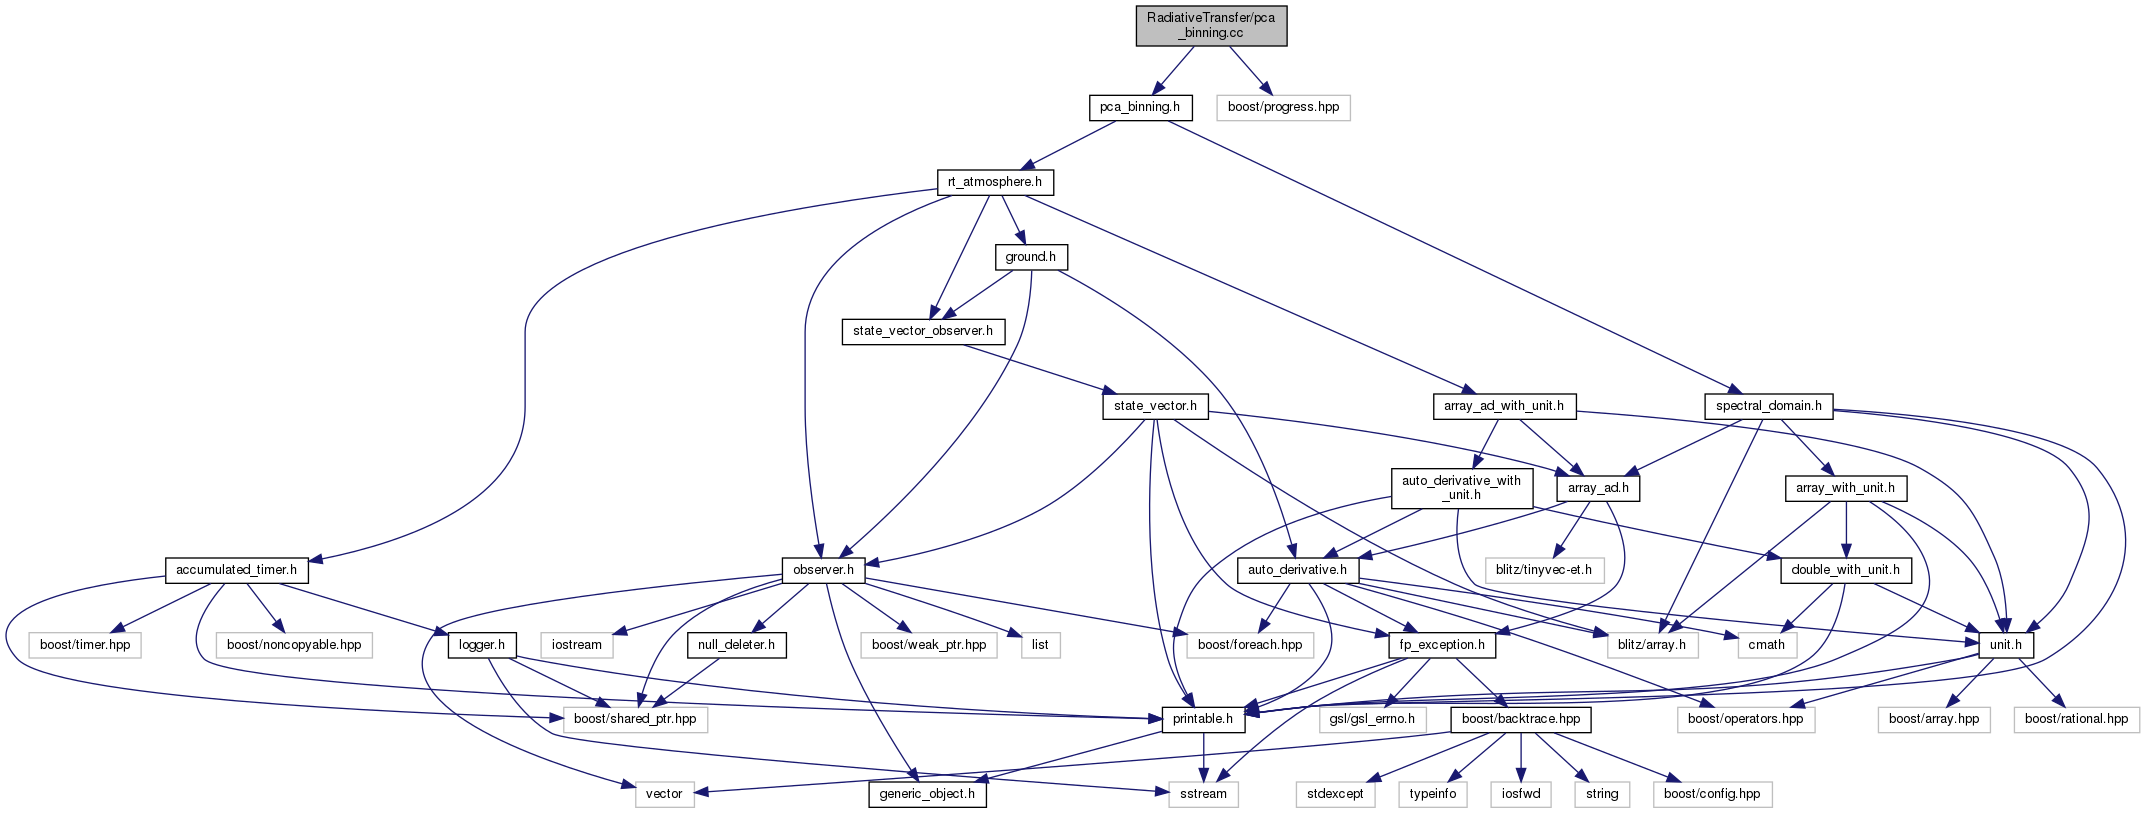 RadiativeTransfer/pca
_binning.cc
pca_binning.h
boost/progress.hpp
rt_atmosphere.h
ground.h
state_vector_observer.h
state_vector.h
array_ad_with_unit.h
spectral_domain.h
auto_derivative_with
_unit.h
array_ad.h
array_with_unit.h
accumulated_timer.h
observer.h
auto_derivative.h
blitz/tinyvec-et.h
double_with_unit.h
boost/timer.hpp
boost/noncopyable.hpp
logger.h
iostream
null_deleter.h
boost/weak_ptr.hpp
list
boost/foreach.hpp
fp_exception.h
blitz/array.h
cmath
unit.h
boost/shared_ptr.hpp
printable.h
gsl/gsl_errno.h
boost/backtrace.hpp
boost/operators.hpp
boost/array.hpp
boost/rational.hpp
vector
generic_object.h
sstream
stdexcept
typeinfo
iosfwd
string
boost/config.hpp